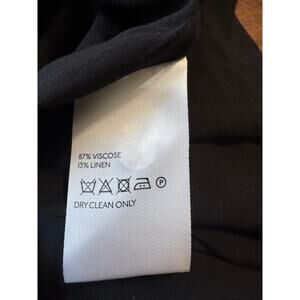 87% VISCOSE
13% LINEN
P
DRY CLEAN ONLY